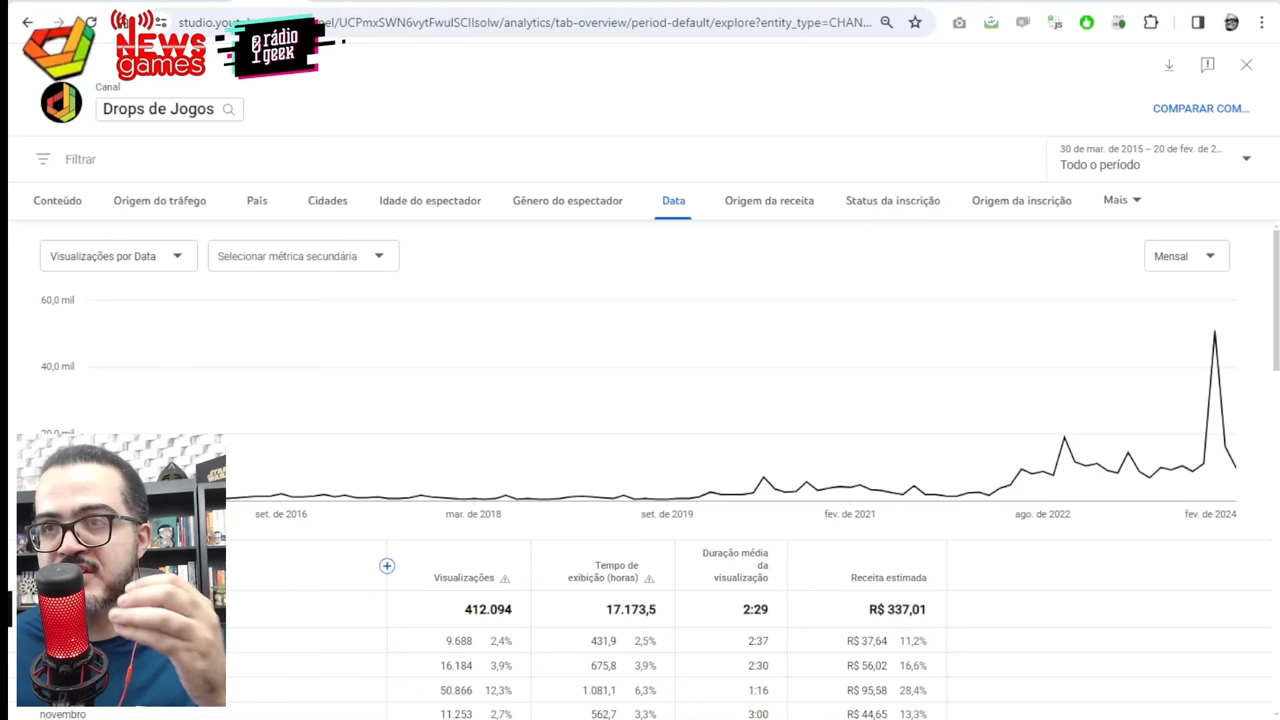 studio.yout
el/UCPmxSWN6vytFwuISCIIsolw/analytics/tab-overview/period-default/explore?entity_type=CHAN...
NEWS
games
rádio
geek
Canal
Drops de Jogos
COMPARAR COM...
Filtrar
30 de mar. de 2015 – 20 de fev. de 2...
Todo o período
Conteúdo
Origem do tráfego
País
Cidades
Idade do espectador
Gênero do espectador
Data
Origem da receita
Status da inscrição
Origem da inscrição
Mais
Visualizações por Data
Selecionar métrica secundária
Mensal
60,0 mil
40,0 mil
20,0 mil
set. de 2016
mar. de 2018
set. de 2019
fev. de 2021
ago. de 2022
fev. de 2024
Visualizações
Tempo de
exibição (horas)
Duração média
da
visualização
Receita estimada
412.094 17.173,5 2:29 R$ 337,01
9.688 2,4% 431,9 2,5% 2:37 R$ 37,64 11,2%
16.184 3,9% 675,8 3,9% 2:30 R$ 56,02 16,6%
50.866 12,3% 1.081,1 6,3% 1:16 R$ 95,58 28,4%
novembro 11.253 2,7% 562,7 3,3% 3:00 R$ 44,65 13,3%